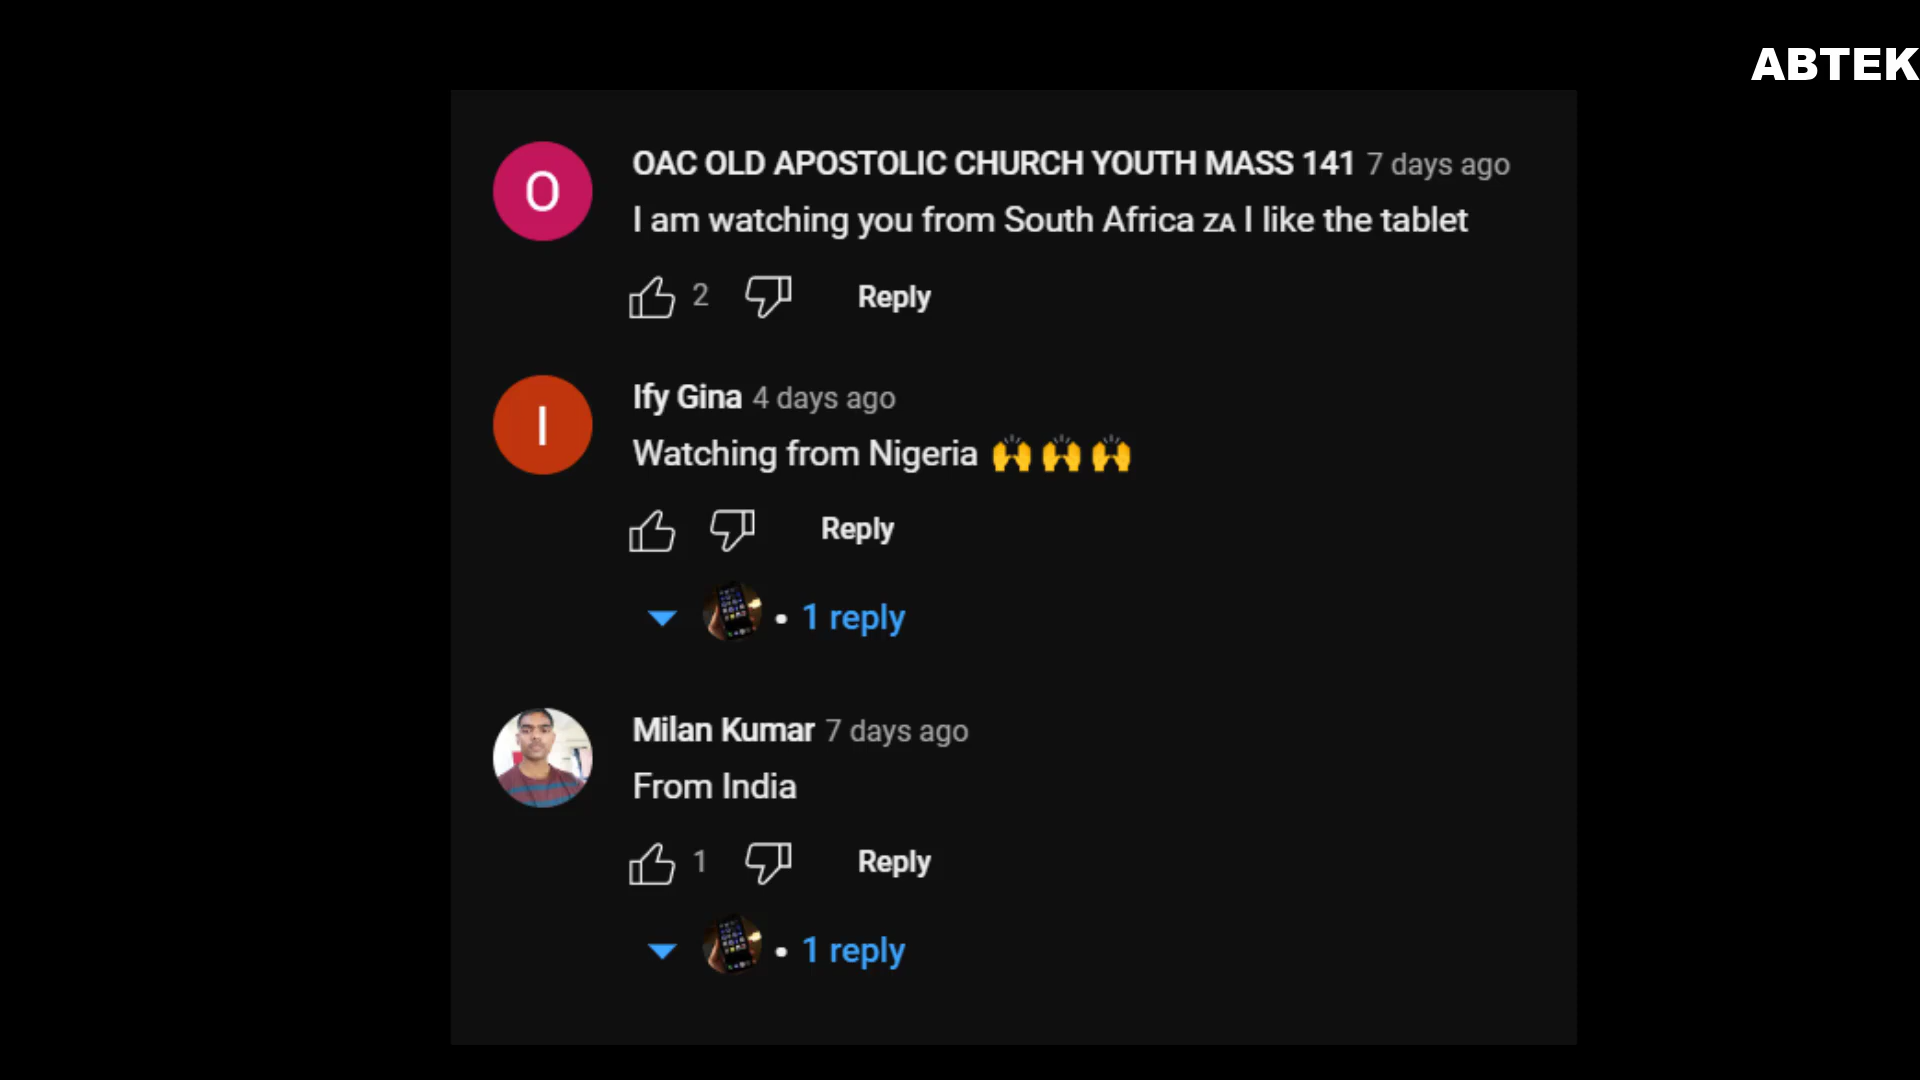 ABTEK
O
OAC OLD APOSTOLIC CHURCH YOUTH MASS 141 7 days ago
I am watching you from South Africa ZA I like the tablet
2 Reply
I
Ify Gina 4 days ago
Watching from Nigeria 🙌 🙌 🙌
Reply
• 1 reply
Milan Kumar 7 days ago
From India
1 Reply
• 1 reply